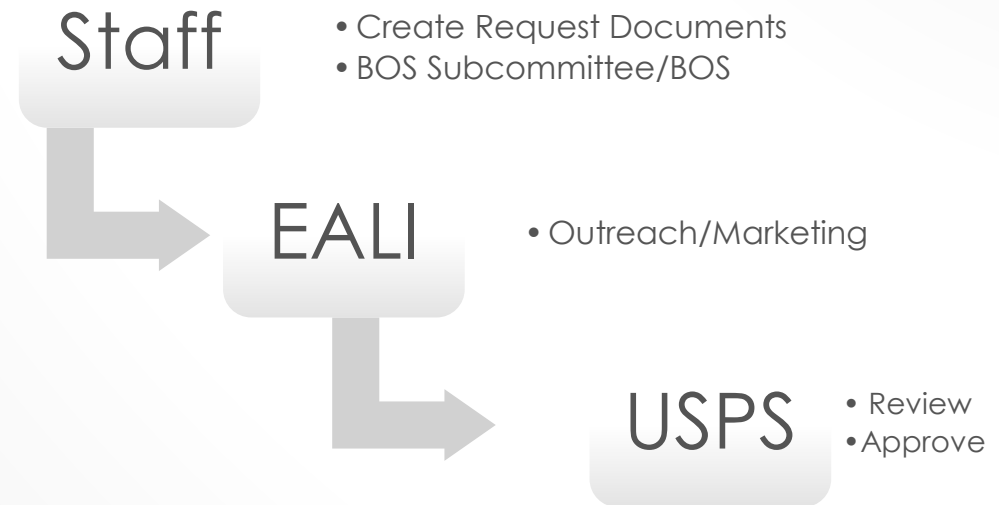 Staff
• Create Request Documents
• BOS Subcommittee/BOS
EALI
• Outreach/Marketing
USPS
• Review
•Approve